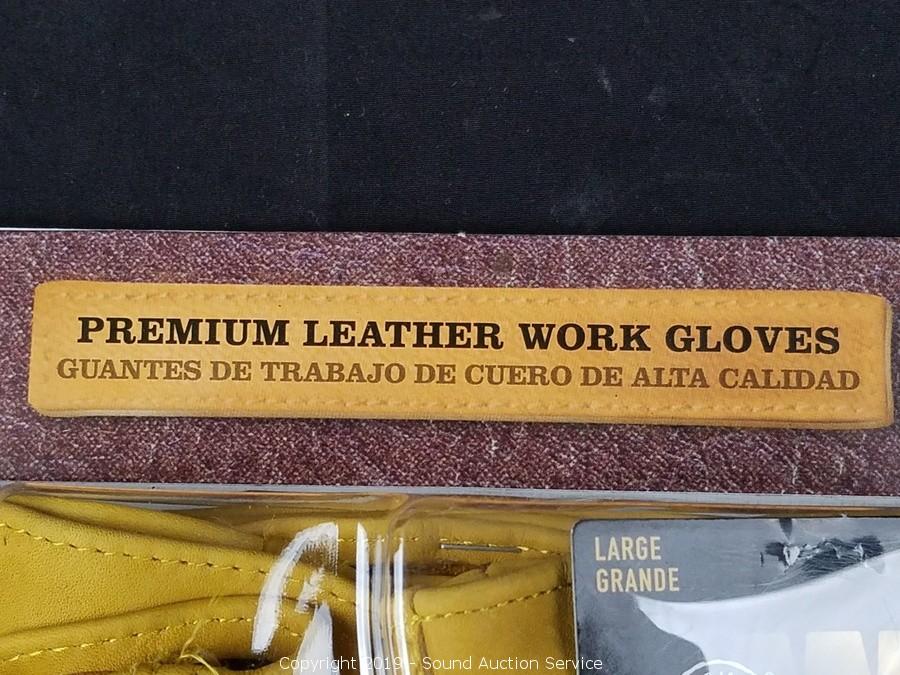 PREMIUM LEATHER WORK GLOVES
GUANTES DE TRABAJO DE CUERO DE ALTA CALIDAD
LARGE
GRANDE
Copyright 2019 - Sound Auction Service